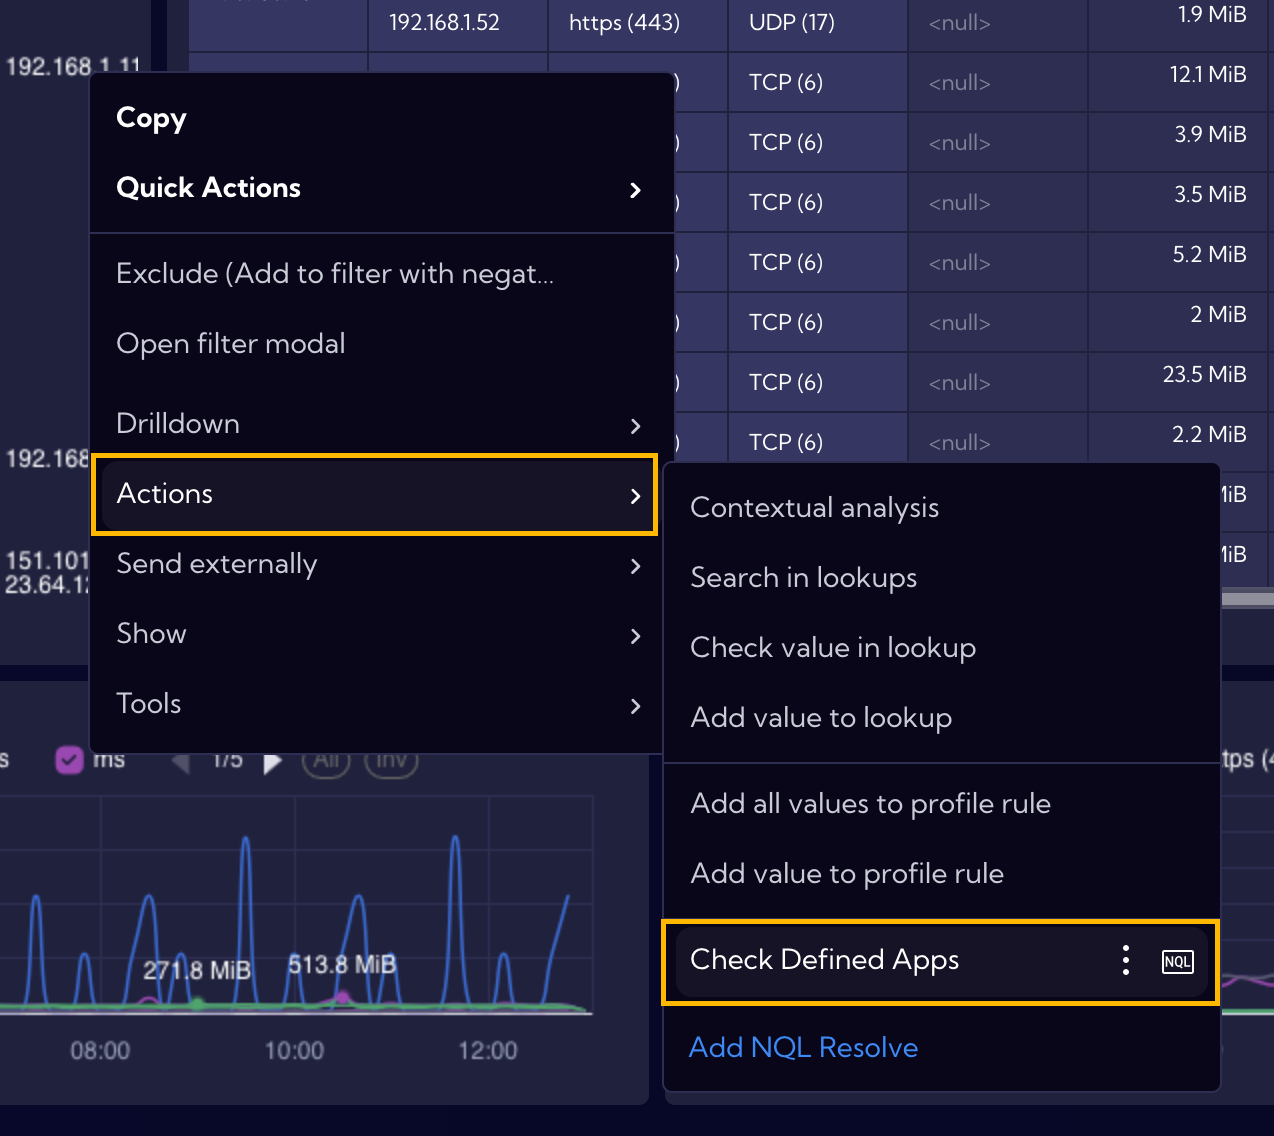 192.168.1.52 https (443) UDP (17) <null> 1.9 MiB
192.168.1.11
) TCP (6) <null> 12.1 MiB
) TCP (6) <null> 3.9 MiB
) TCP (6) <null> 3.5 MiB
) TCP (6) <null> 5.2 MiB
) TCP (6) <null> 2 MiB
) TCP (6) <null> 23.5 MiB
) TCP (6) <null> 2.2 MiB
MiB
MiB
192.168
151.101
23.64.12
Copy
Quick Actions
Exclude (Add to filter with negat...
Open filter modal
Drilldown
Actions
Send externally
Show
Tools
Contextual analysis
Search in lookups
Check value in lookup
Add value to lookup
Add all values to profile rule
Add value to profile rule
Check Defined Apps NQL
Add NQL Resolve
s ms 1/5 All Inv
tps (4
271.8 MiB 513.8 MiB
08:00 10:00 12:00